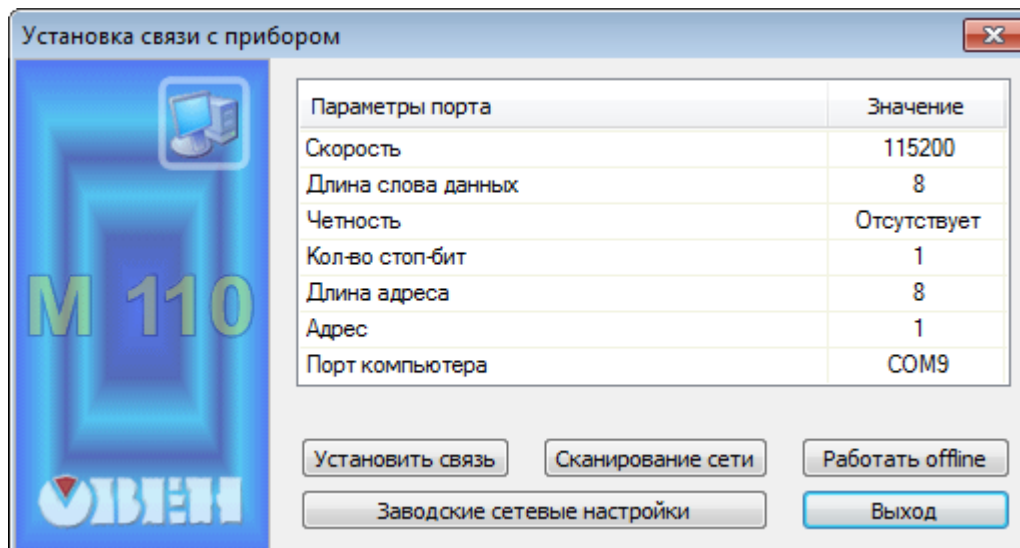 Установка связи с прибором
М 110
ОВЕН
Параметры порта Значение
Скорость 115200
Длина слова данных 8
Четность Отсутствует
Кол-во стоп-бит 1
Длина адреса 8
Адрес 1
Порт компьютера COM9
Установить связь Сканирование сети Работать offline
Заводские сетевые настройки Выход